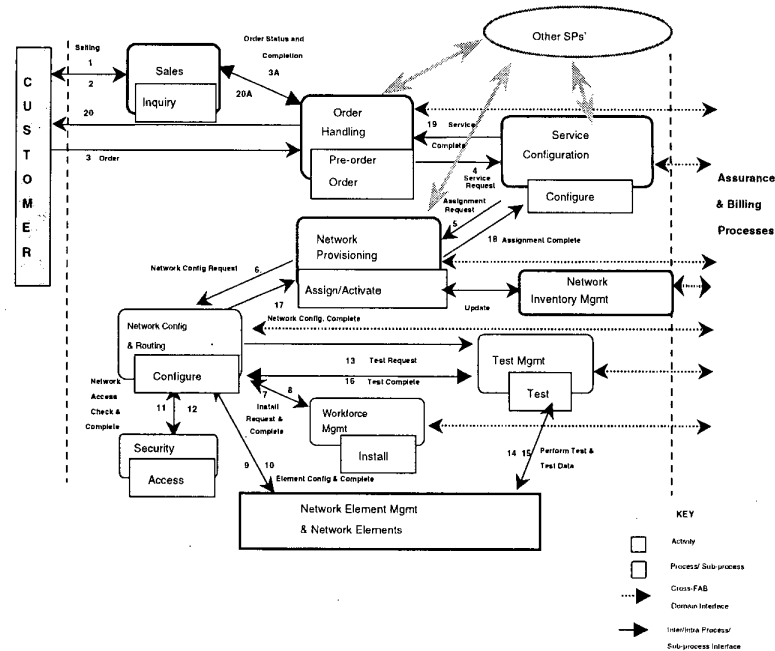 Order Status and
Completion
Other SPs'
Selling
1
2
3A
20A
Sales
Inquiry
CUSTOMER
20
3 Order
Order
Handling
Pre-order
Order
19 Service
Complete
4
Service
Request
Service
Configuration
Configure
Assurance
& Billing
Processes
Assignment
Request
5.
18 Assignment Complete
Network
Provisioning
Assign/Activate
Network Config Request
6.
17
Network Config. Complete
Update
Network
Inventory Mgmt
Network Config
& Routing
Configure
13 Test Request
16 Test Complete
Test Mgmt
Test
Network
Access
Check &
Complete
11
12
7
8
Install
Request &
Complete
Workforce
Mgmt
Install
Security
Access
9
10
Element Config & Complete
14
15
Perform Test &
Test Data
Network Element Mgmt
& Network Elements
KEY
Activity
Process/ Sub-process
Cross-FAB
Domain Interface
Inter/Intra Process/
Sub-process Interface